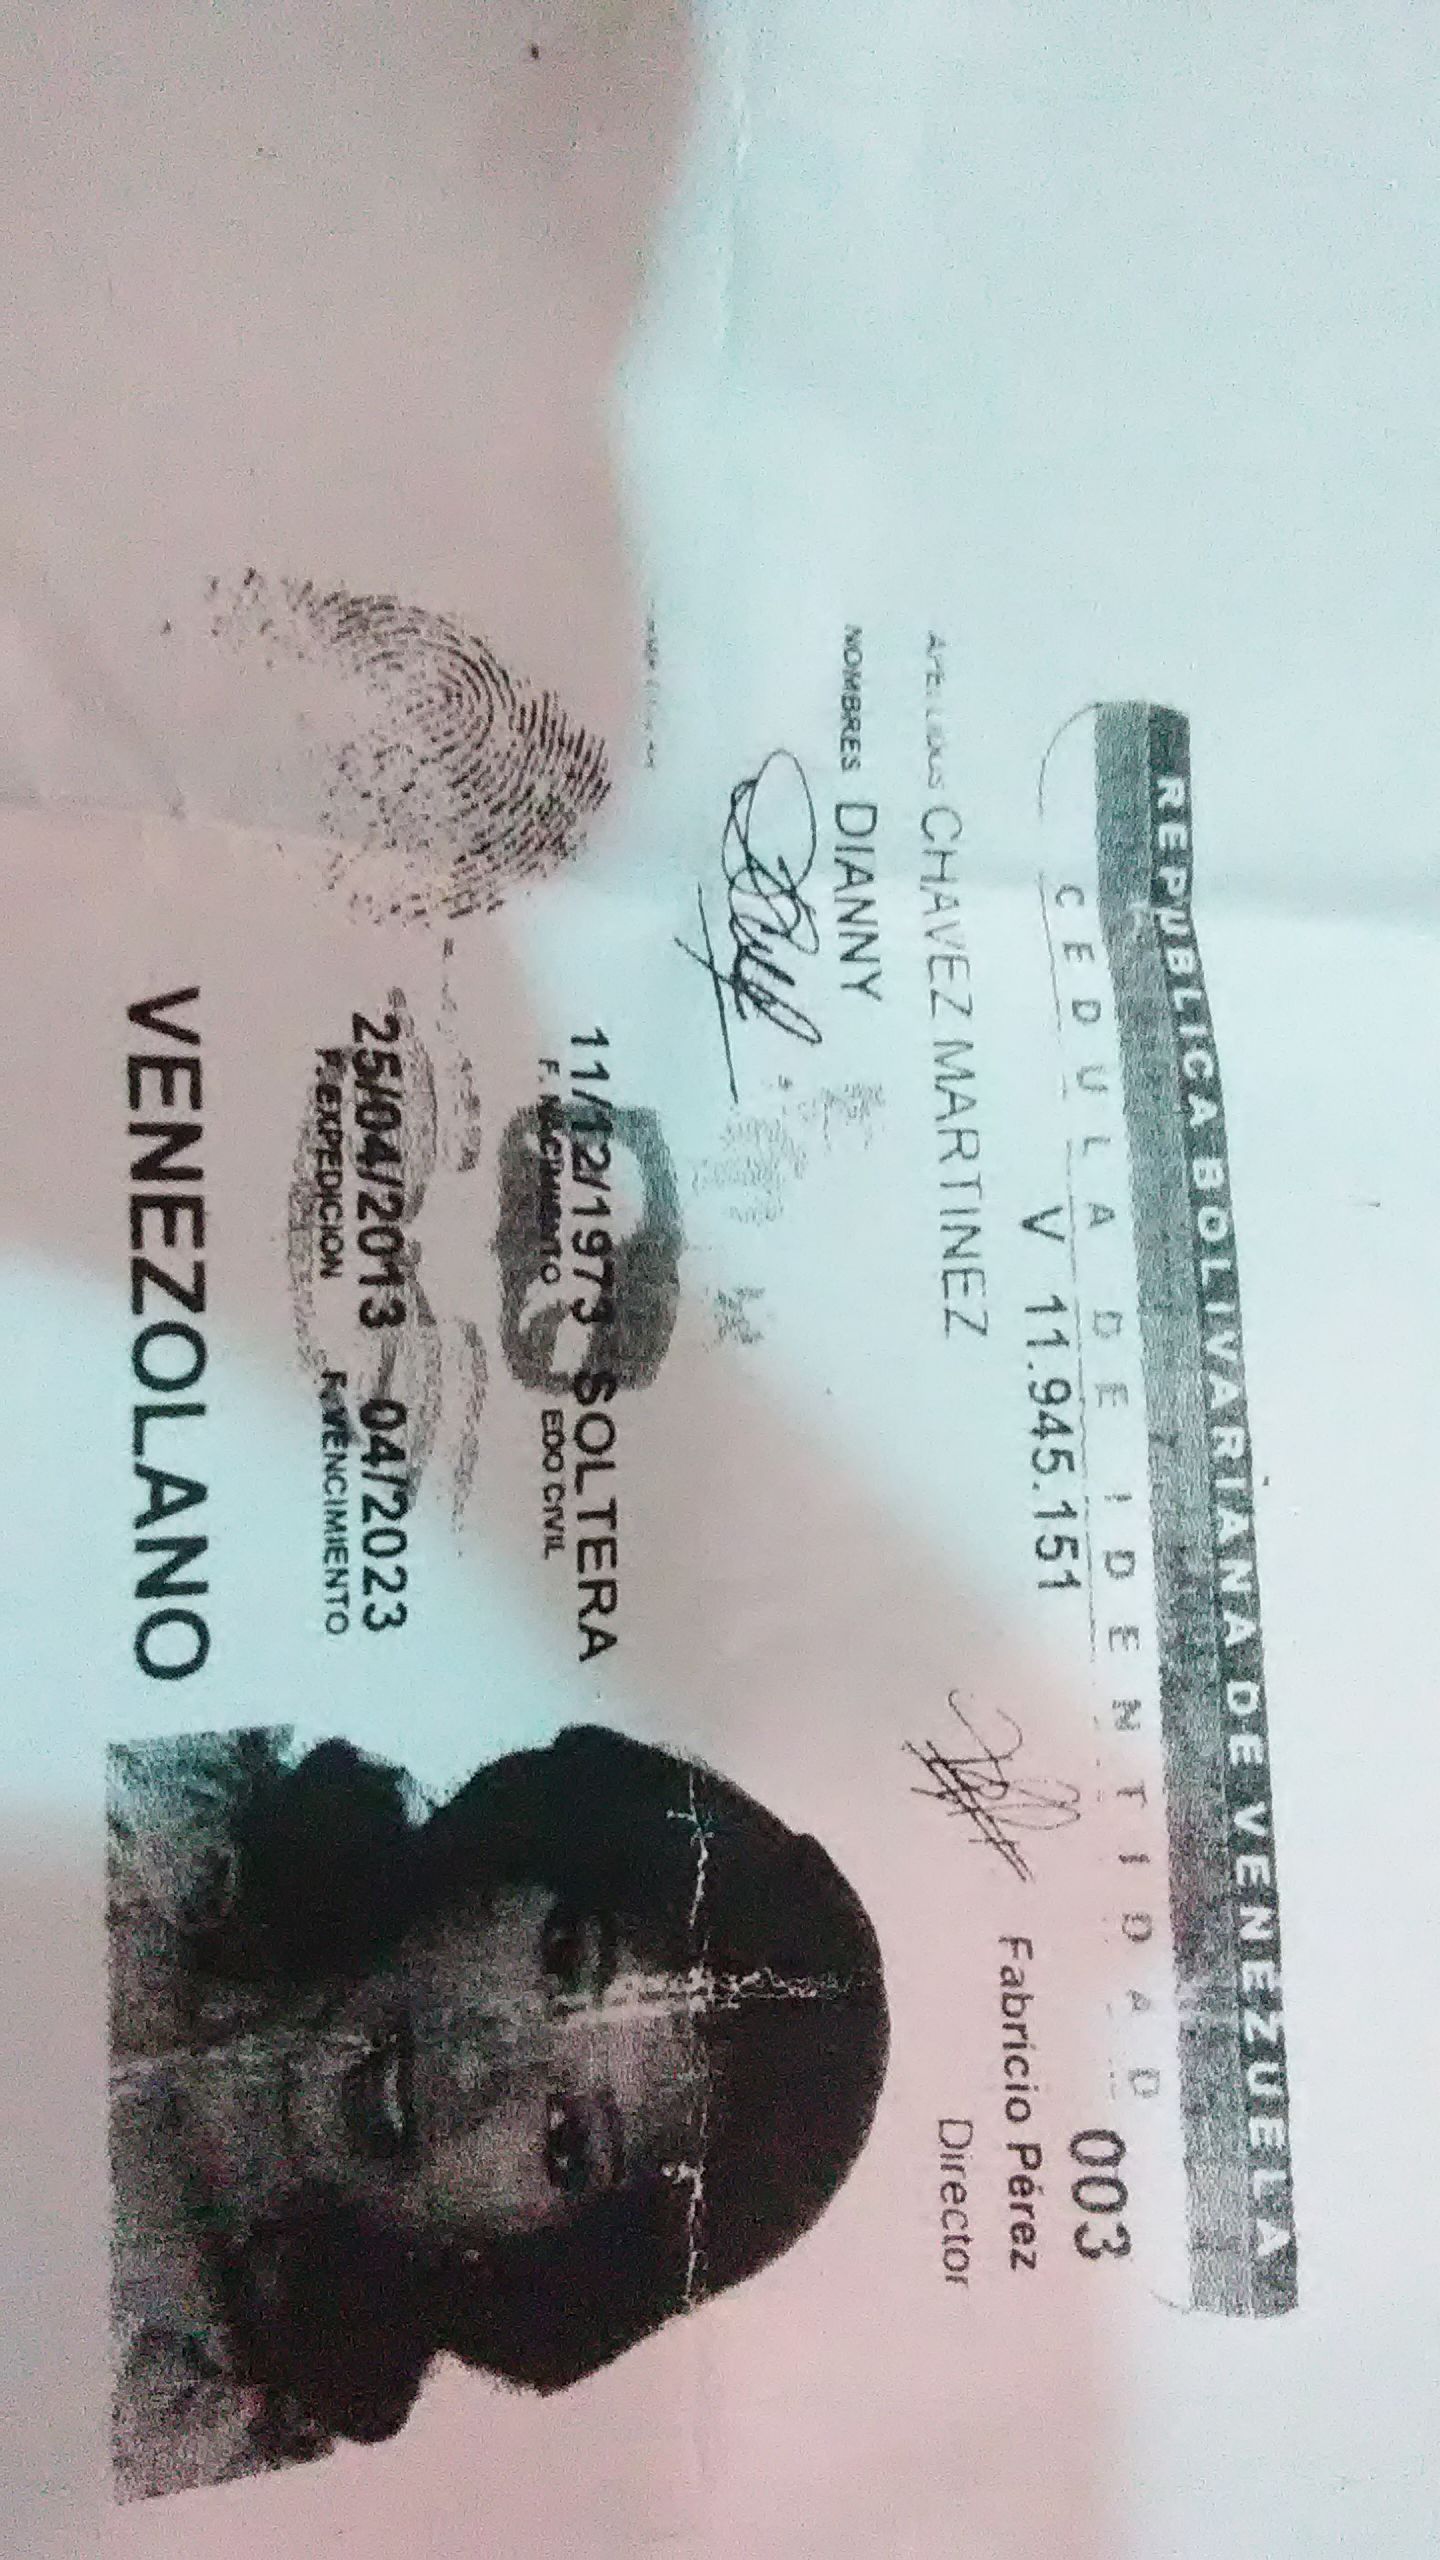 REPUBLICA BOLIVARIANA DE VENEZUELA
CEDULA DE IDENTIDAD 003
V 11.945.151
Fabricio Pérez
Director
APELLIDOS CHAVEZ MARTINEZ
NOMBRES DIANNY
11/12/1973 SOLTERA
F. NACIMIENTO EDO CIVIL
25/04/2013 04/2023
F. EXPEDICION F. VENCIMIENTO
VENEZOLANO